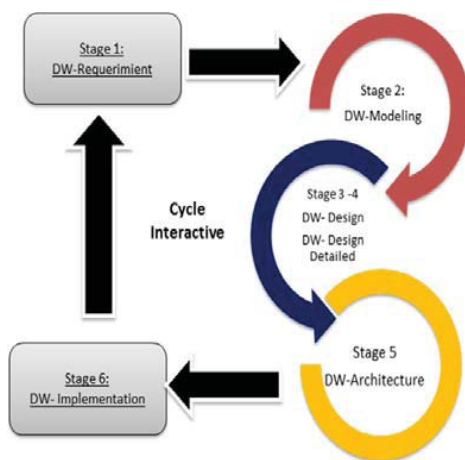 Stage 1:
DW-Requerimient
Stage 2:
DW-Modeling
Stage 3 -4
DW- Design
DW- Design
Detailed
Cycle
Interactive
Stage 5
DW-Architecture
Stage 6:
DW- Implementation